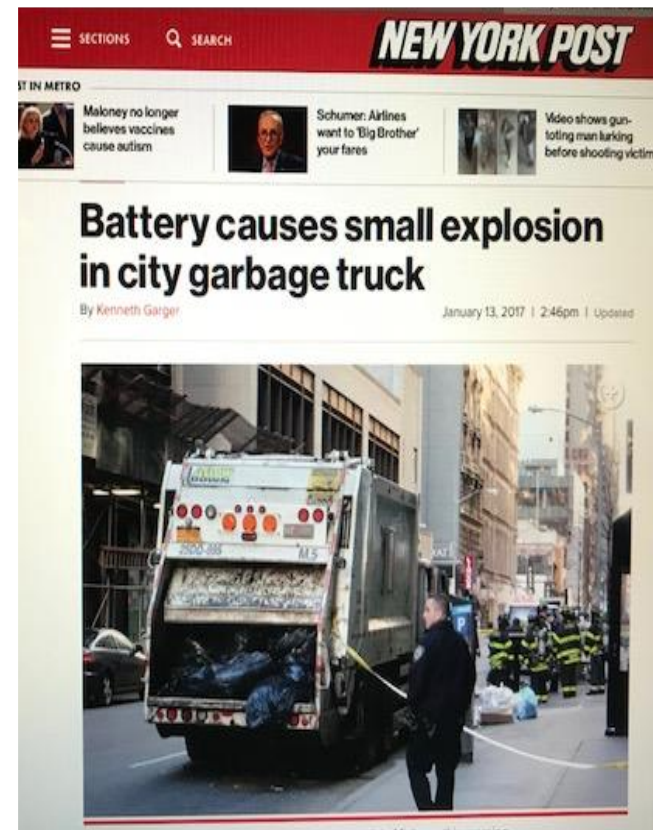 SECTIONS
SEARCH
NEW YORK POST
ST IN METRO
Maloney no longer
believes vaccines
cause autism
Schumer: Airlines
want to 'Big Brother'
your fares
Video shows gun-
toting man lurking
before shooting victim
Battery causes small explosion
in city garbage truck
By Kenneth Garger
January 13, 2017 | 2:46pm | Updated
M5
P